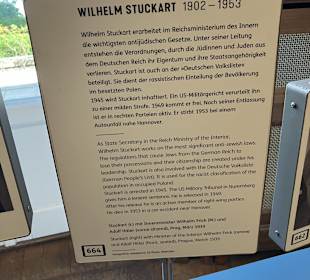 WILHELM STUCKART 1902–1953
Wilhelm Stuckart erarbeitet im Reichsministerium des Innern
die wichtigsten antijüdischen Gesetze. Unter seiner Leitung
entstehen die Verordnungen, durch die Jüdinnen und Juden aus
dem Deutschen Reich ihr Eigentum und ihre Staatsangehörigkeit
verlieren. Stuckart ist auch an der »Deutschen Volksliste«
beteiligt. Sie dient der rassistischen Einteilung der Bevölkerung
im besetzten Polen.
1945 wird Stuckart inhaftiert. Ein US-Militärgericht verurteilt ihn
zu einer milden Strafe. 1949 kommt er frei. Nach seiner Entlassung
ist er in rechten Parteien aktiv. Er stirbt 1953 bei einem
Autounfall nahe Hannover.
As State Secretary in the Reich Ministry of the Interior,
Wilhelm Stuckart works on the most significant anti-Jewish laws.
The regulations that cause Jews from the German Reich to
lose their possessions and their citizenship are created under his
leadership. Stuckart is also involved with the Deutsche Volksliste
(German People's List). It is used for the racist classification of the
population in occupied Poland.
Stuckart is arrested in 1945. The US Military Tribunal in Nuremberg
gives him a lenient sentence. He is released in 1949.
After his release he is an active member of right-wing parties.
He dies in 1953 in a car accident near Hanover.
Stuckart (r.) mit Innenminister Wilhelm Frick (M.) und
Adolf Hitler (vorne sitzend), Prag, März 1939
Stuckart (right) with Minister of the Interior Wilhelm Frick (centre)
and Adolf Hitler (front, seated), Prague, March 1939
664
662